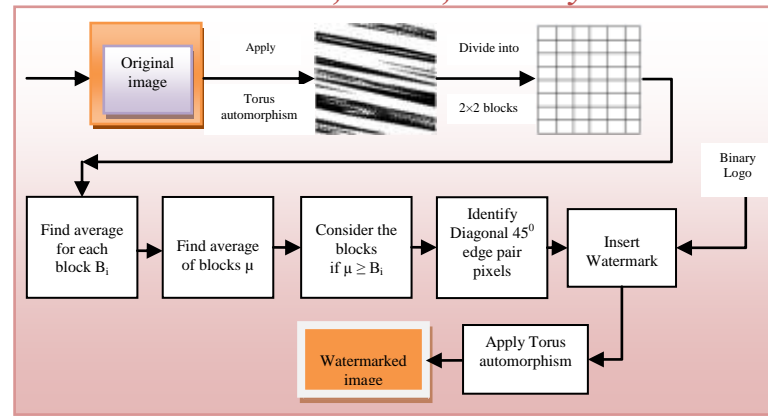 Original
image
Apply
Torus
automorphism
Divide into
2×2 blocks
Binary
Logo
Find average
for each
block Bᵢ
Find average
of blocks μ
Consider the
blocks
if μ ≥ Bᵢ
Identify
Diagonal 45⁰
edge pair
pixels
Insert
Watermark
Apply Torus
automorphism
Watermarked
image